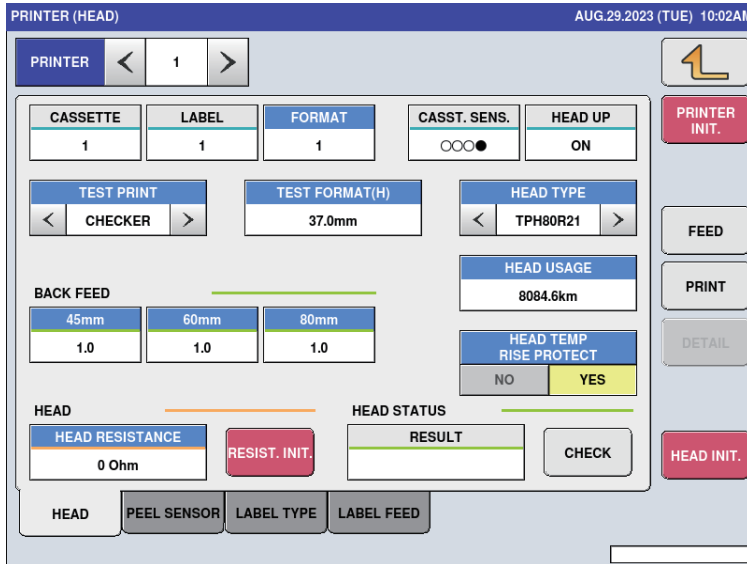 PRINTER (HEAD) AUG.29.2023 (TUE) 10:02AM
PRINTER 1
CASSETTE LABEL FORMAT CASST. SENS. HEAD UP
1 1 1 ○○○● ON
PRINTER
INIT.
TEST PRINT TEST FORMAT(H) HEAD TYPE
< CHECKER > 37.0mm < TPH80R21 >
FEED
HEAD USAGE
8084.6km
PRINT
BACK FEED
45mm 60mm 80mm
1.0 1.0 1.0
HEAD TEMP
RISE PROTECT
NO YES
DETAIL
HEAD HEAD STATUS
HEAD RESISTANCE RESULT
0 Ohm
RESIST. INIT.
CHECK
HEAD INIT.
HEAD PEEL SENSOR LABEL TYPE LABEL FEED